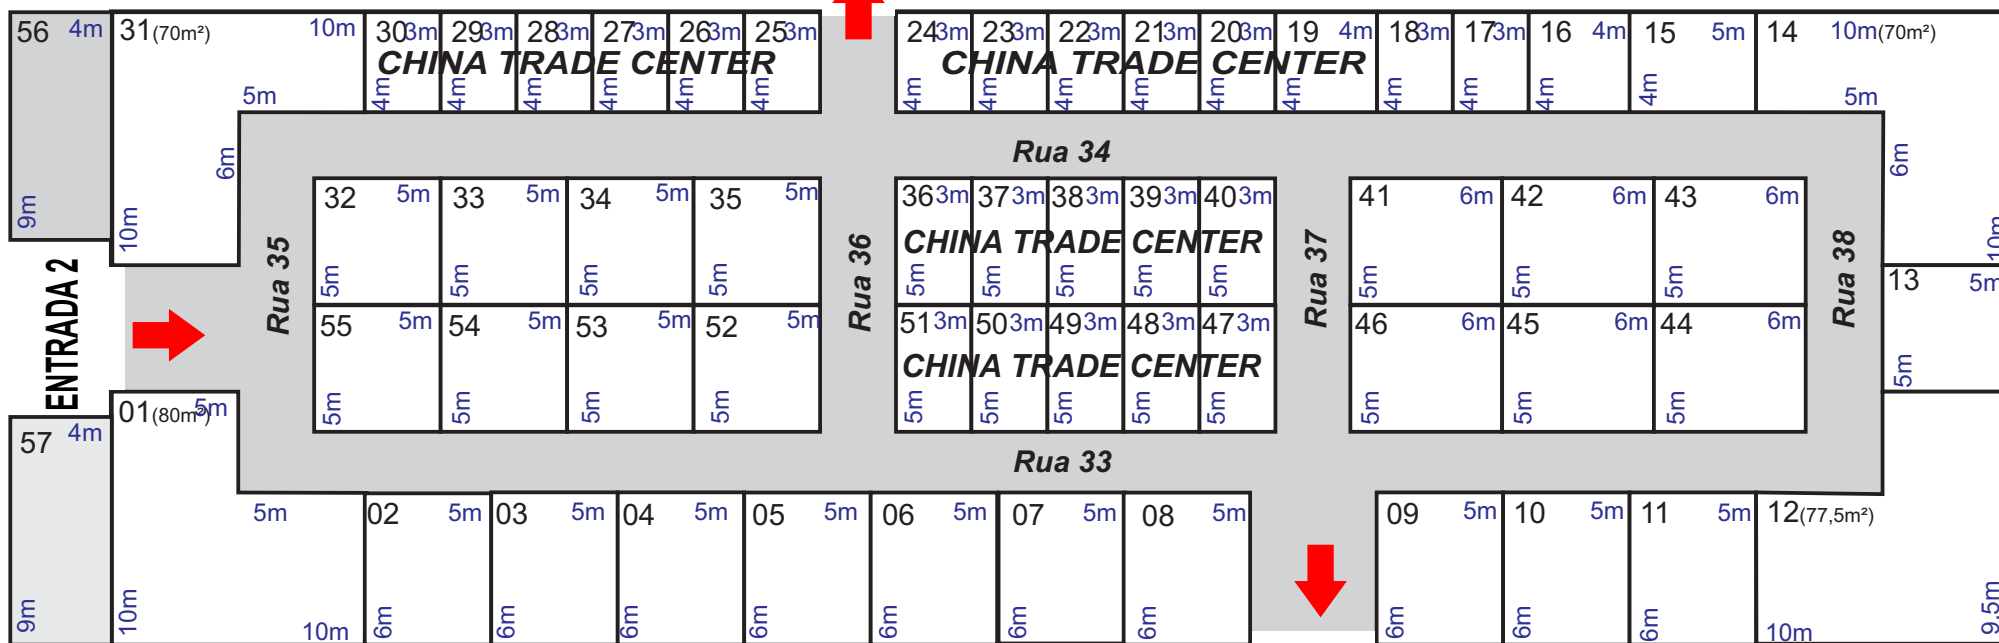 56 4m 31(70m²) 10m 30 3m 29 3m 28 3m 27 3m 26 3m 25 3m 24 3m 23 3m 22 3m 21 3m 20 3m 19 4m 18 3m 17 3m 16 4m 15 5m 14 10m(70m²)
CHINA TRADE CENTER CHINA TRADE CENTER
5m 4m 4m 4m 4m 4m 4m 4m 4m 4m 4m 4m 4m 4m 4m 4m 4m 5m
Rua 34
6m 6m
32 5m 33 5m 34 5m 35 5m 36 3m 37 3m 38 3m 39 3m 40 3m 41 6m 42 6m 43 6m
9m 10m CHINA TRADE CENTER 10m
5m 5m 5m 5m 5m 5m 5m 5m 5m 5m 5m 5m
Rua 35 Rua 36 Rua 37 Rua 38
13 5m
ENTRADA 2
55 5m 54 5m 53 5m 52 5m 51 3m 50 3m 49 3m 48 3m 47 3m 46 6m 45 6m 44 6m
CHINA TRADE CENTER
5m
01(80m²) 5m
5m 5m 5m 5m 5m 5m 5m 5m 5m 5m 5m 5m
57 4m
Rua 33
5m 02 5m 03 5m 04 5m 05 5m 06 5m 07 5m 08 5m 09 5m 10 5m 11 5m 12(77,5m²)
9m 10m 10m 6m 6m 6m 6m 6m 6m 6m 6m 6m 6m 10m 9,5m